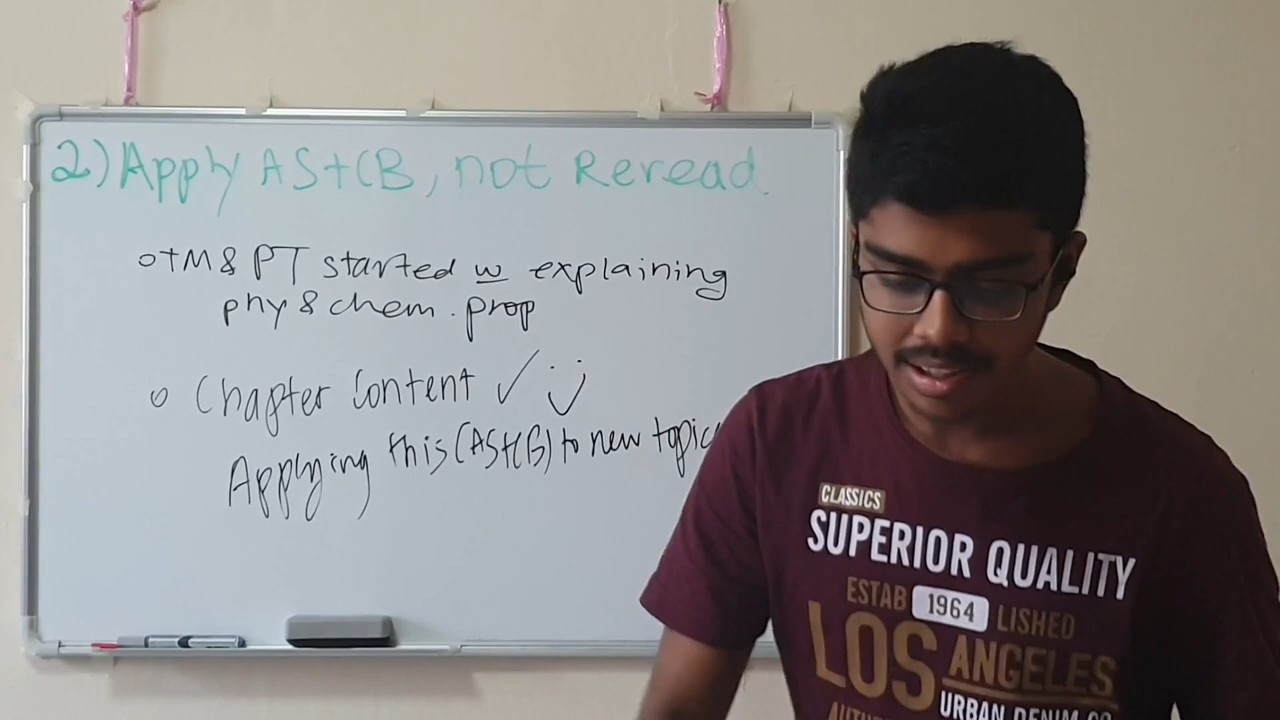 2) Apply AS+CB, not Reread
o TM & PT started w explaining
phy & chem. prop
o Chapter Content ✓ :)
Applying this (AS+CB) to new topic
CLASSICS
SUPERIOR QUALITY
ESTAB 1964 LISHED
LOS ANGELES
URBAN DENIM CO